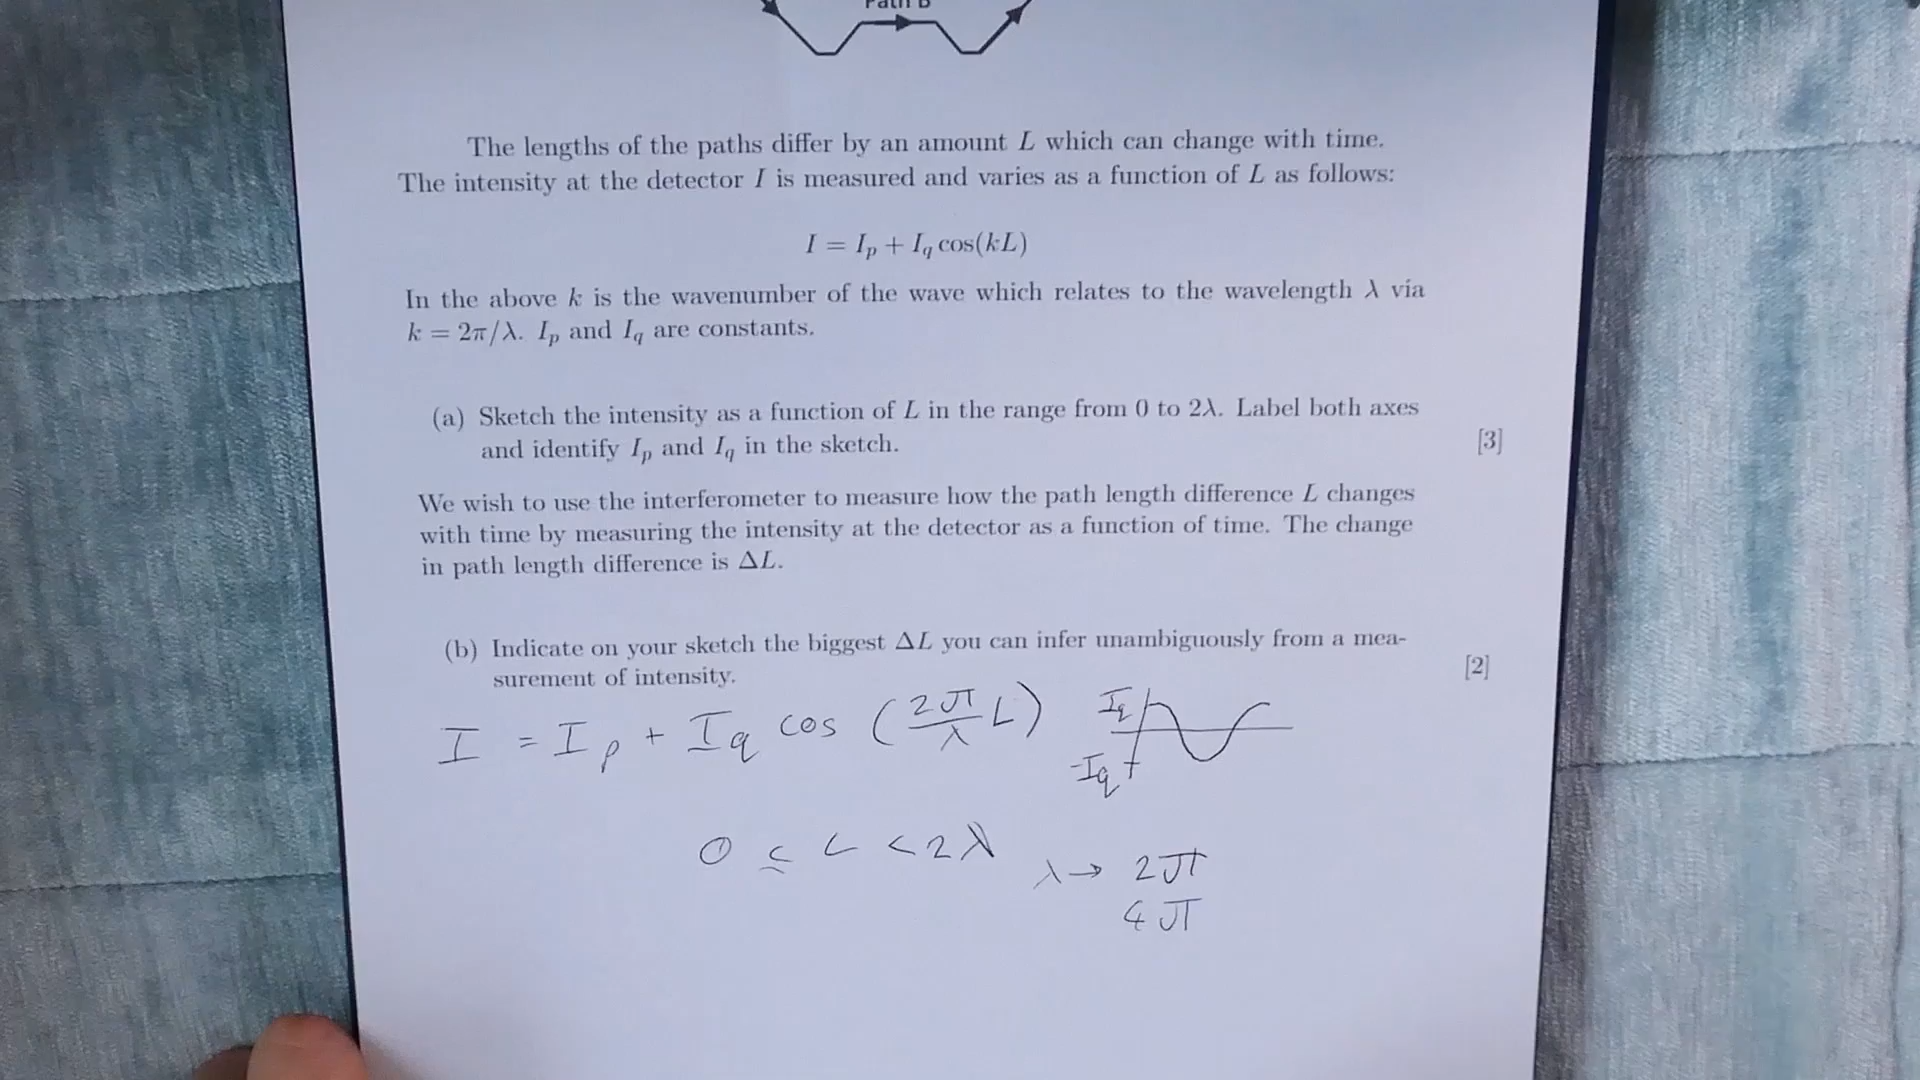 Path B
The lengths of the paths differ by an amount L which can change with time.
The intensity at the detector I is measured and varies as a function of L as follows:
I = I_p + I_q cos(kL)
In the above k is the wavenumber of the wave which relates to the wavelength λ via
k = 2π/λ. I_p and I_q are constants.
(a) Sketch the intensity as a function of L in the range from 0 to 2λ. Label both axes
and identify I_p and I_q in the sketch.
[3]
We wish to use the interferometer to measure how the path length difference L changes
with time by measuring the intensity at the detector as a function of time. The change
in path length difference is ΔL.
(b) Indicate on your sketch the biggest ΔL you can infer unambiguously from a mea-
surement of intensity.
[2]
I = I_p + I_q cos (2π/λ L)
I_q
-I_q
0 ≤ L < 2λ
λ → 2π
4π